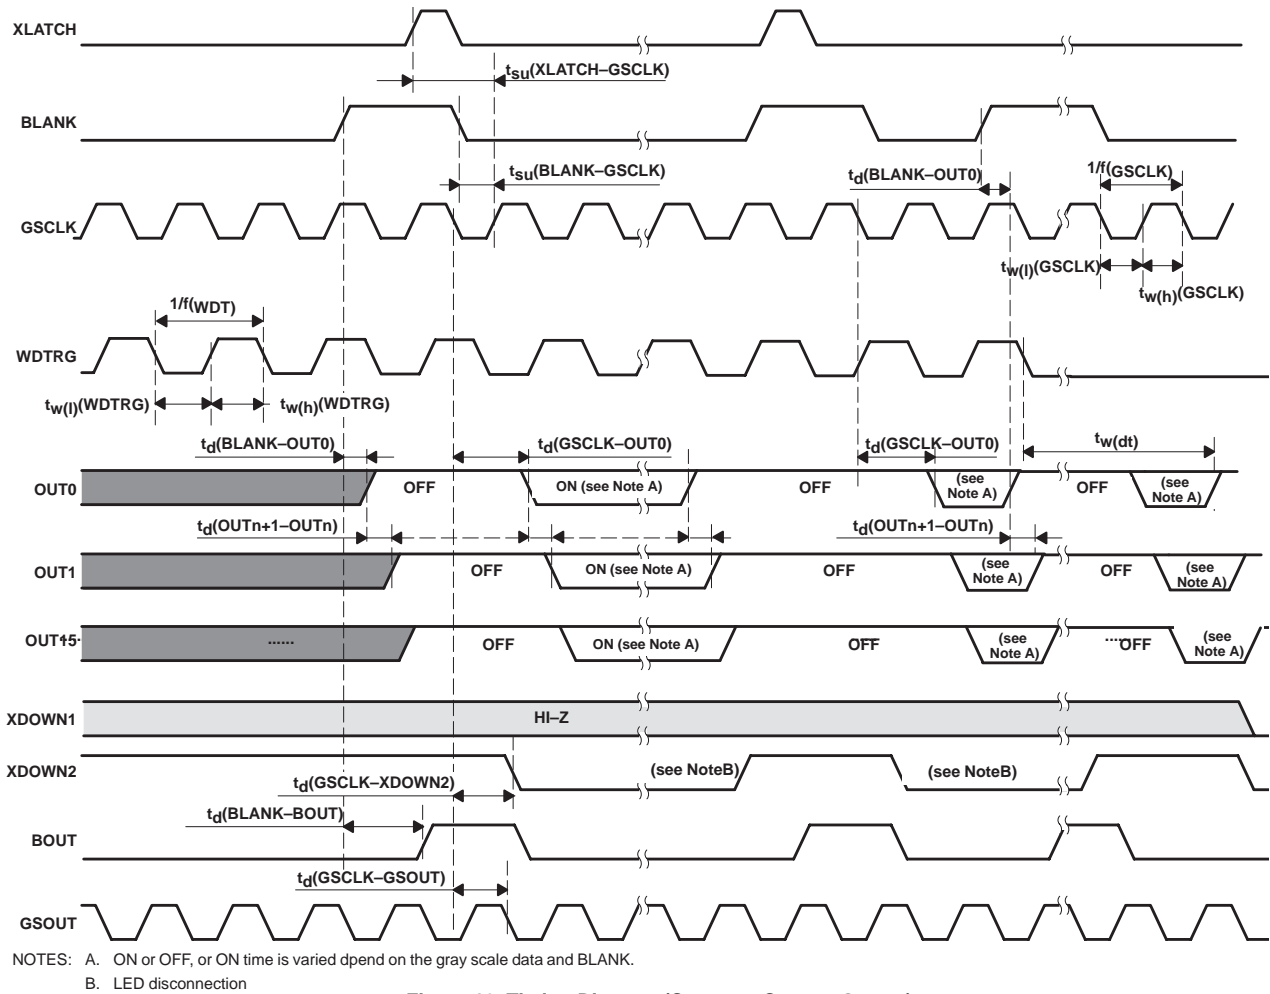 XLATCH
tsu(XLATCH–GSCLK)
BLANK
tsu(BLANK–GSCLK)
td(BLANK–OUT0)
1/f(GSCLK)
GSCLK
tw(l)(GSCLK)
tw(h)(GSCLK)
1/f(WDT)
WDTRG
tw(l)(WDTRG)
tw(h)(WDTRG)
td(BLANK–OUT0)
td(GSCLK–OUT0)
td(GSCLK–OUT0)
tw(dt)
OUT0
OFF
ON (see Note A)
OFF
(see
Note A)
OFF
(see
Note A)
td(OUTn+1–OUTn)
td(OUTn+1–OUTn)
OUT1
OFF
ON (see Note A)
OFF
(see
Note A)
OFF
(see
Note A)
OUT15
......
OFF
ON (see Note A)
OFF
(see
Note A)
......
OFF
(see
Note A)
XDOWN1
HI–Z
XDOWN2
(see NoteB)
(see NoteB)
td(GSCLK–XDOWN2)
td(BLANK–BOUT)
BOUT
td(GSCLK–GSOUT)
GSOUT
NOTES: A. ON or OFF, or ON time is varied dpend on the gray scale data and BLANK.
B. LED disconnection